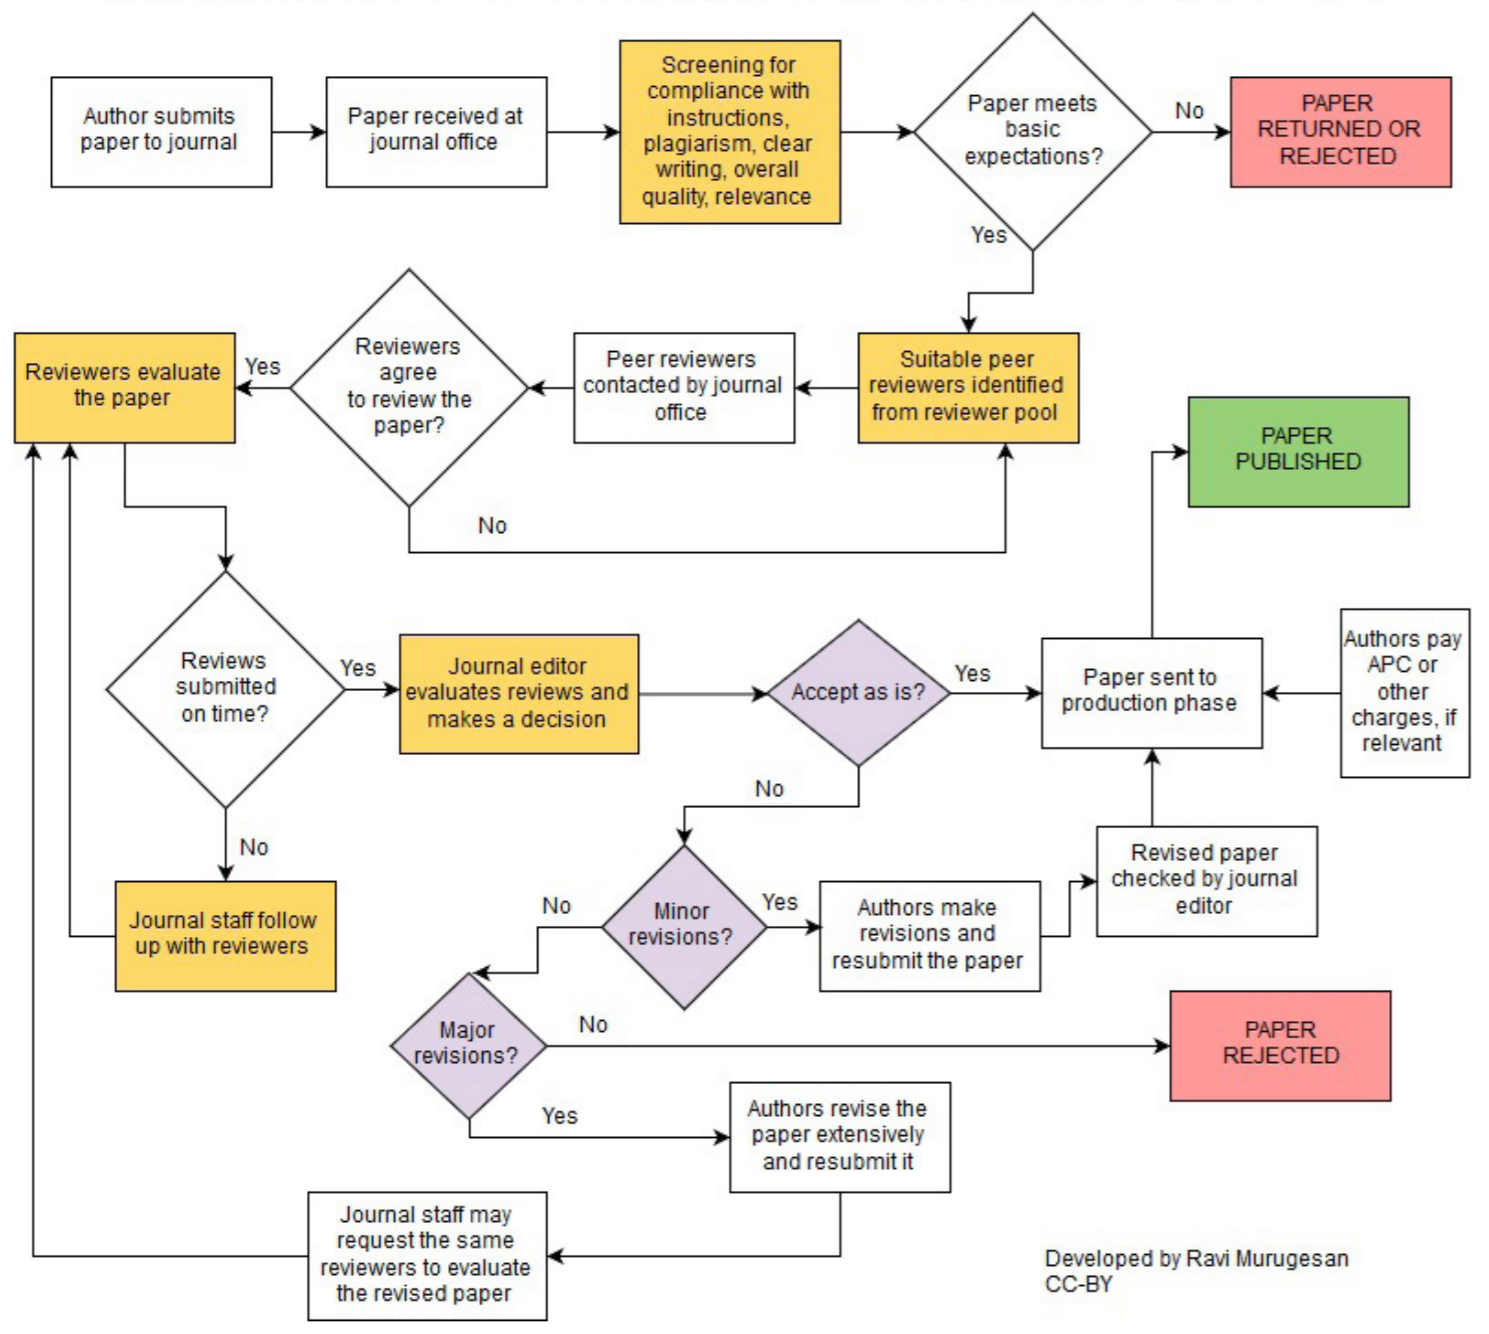 Author submits
paper to journal
Paper received at
journal office
Screening for
compliance with
instructions,
plagiarism, clear
writing, overall
quality, relevance
Paper meets
basic
expectations?
No
PAPER
RETURNED OR
REJECTED
Yes
Reviewers evaluate
the paper
Yes
Reviewers
agree
to review the
paper?
Peer reviewers
contacted by journal
office
Suitable peer
reviewers identified
from reviewer pool
No
PAPER
PUBLISHED
Reviews
submitted
on time?
Yes
Journal editor
evaluates reviews and
makes a decision
Accept as is?
Yes
Paper sent to
production phase
Authors pay
APC or
other
charges, if
relevant
No
No
Journal staff follow
up with reviewers
No
Minor
revisions?
Yes
Authors make
revisions and
resubmit the paper
Revised paper
checked by journal
editor
Major
revisions?
No
PAPER
REJECTED
Yes
Authors revise the
paper extensively
and resubmit it
Journal staff may
request the same
reviewers to evaluate
the revised paper
Developed by Ravi Murugesan
CC-BY